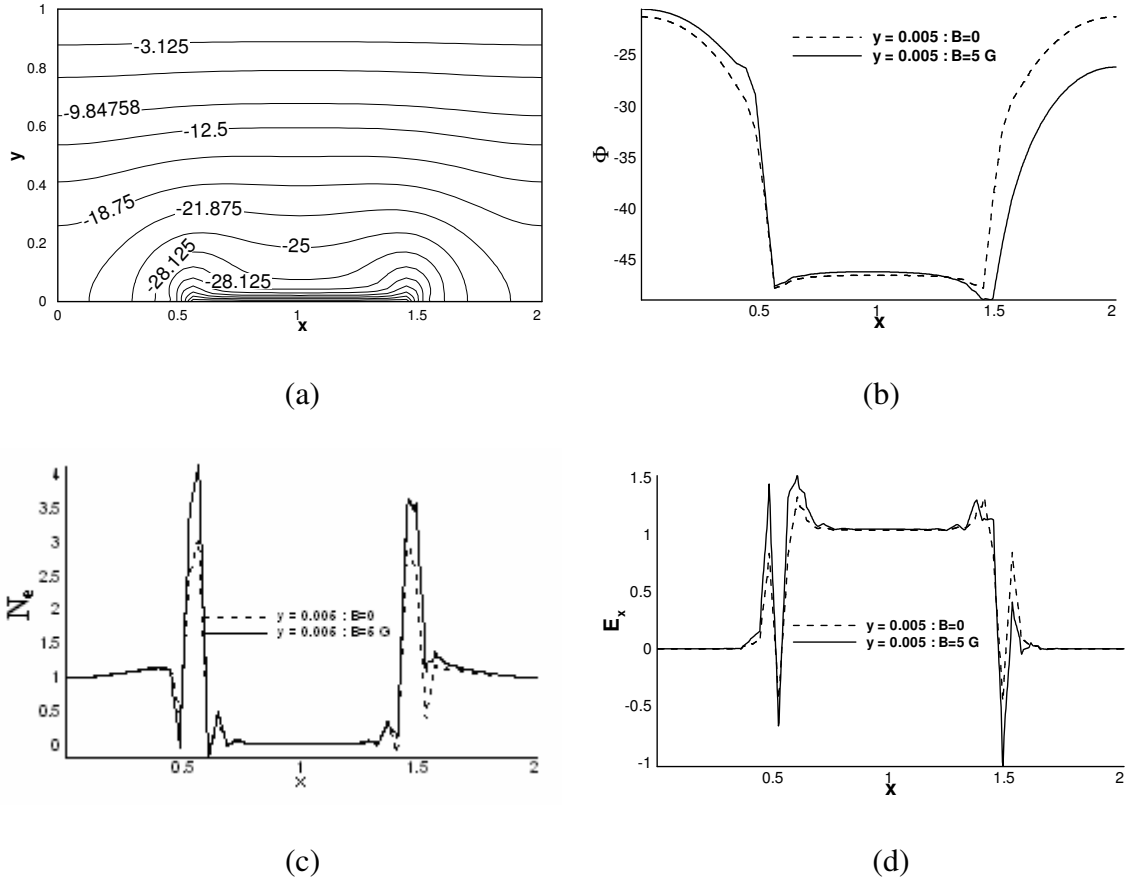 1
0.8
0.6
0.4
0.2
0
y
-3.125
-9.84758
-12.5
-18.75
-21.875
-25
-28.125
-28.125
0
0.5
1
1.5
2
x
(a)
-25
-30
-35
-40
-45
Φ
y = 0.005 : B=0
y = 0.005 : B=5 G
0.5
1
1.5
2
x
(b)
4
3.5
3
2.5
2
1.5
1
0.5
0
Ne
y = 0.005 : B=0
y = 0.005 : B=5 G
0.5
1
1.5
2
x
(c)
1.5
1
0.5
0
-0.5
-1
Ex
y = 0.005 : B=0
y = 0.005 : B=5 G
0.5
1
1.5
2
x
(d)